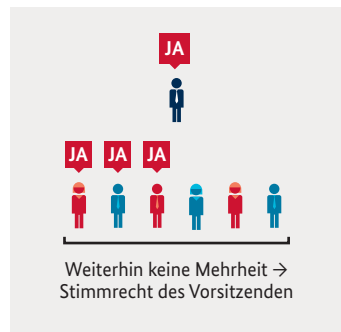 JA
JA JA JA
Weiterhin keine Mehrheit →
Stimmrecht des Vorsitzenden